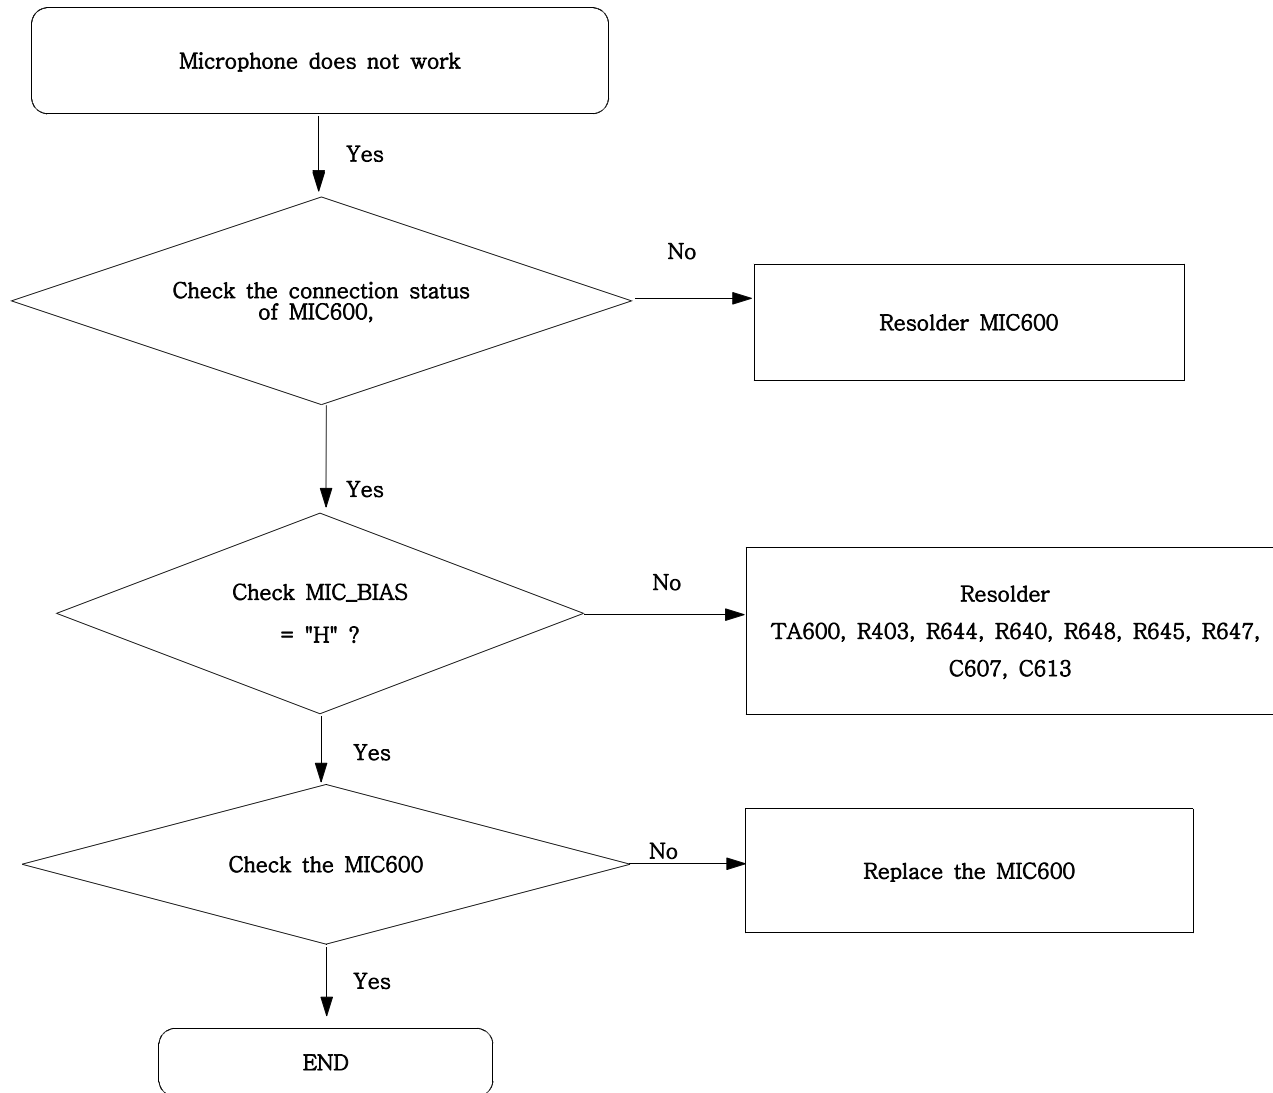 Microphone does not work
Yes
Check the connection status
of MIC600,
No
Resolder MIC600
Yes
Check MIC_BIAS
= "H" ?
No
Resolder
TA600, R403, R644, R640, R648, R645, R647,
C607, C613
Yes
Check the MIC600
No
Replace the MIC600
Yes
END